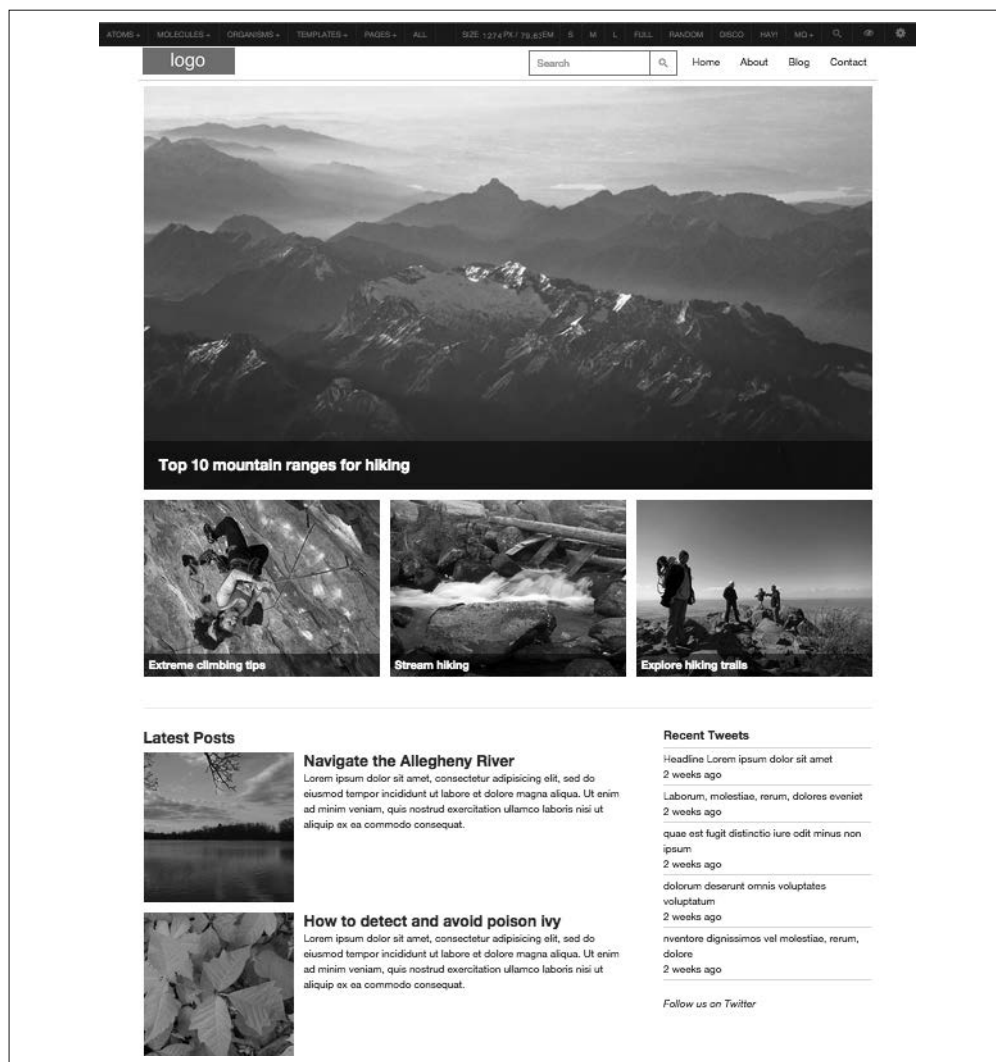 ATOMS MOLECULES ORGANISMS TEMPLATES PAGES ALL SIZE 1274PX / 79.63EM S M L FULL RANDOM DISCO HAY! MQ
logo
Search
Home About Blog Contact
Top 10 mountain ranges for hiking
Extreme climbing tips
Stream hiking
Explore hiking trails
Latest Posts
Navigate the Allegheny River
Lorem ipsum dolor sit amet, consectetur adipisicing elit, sed do
eiusmod tempor incididunt ut labore et dolore magna aliqua. Ut enim
ad minim veniam, quis nostrud exercitation ullamco laboris nisi ut
aliquip ex ea commodo consequat.
How to detect and avoid poison ivy
Lorem ipsum dolor sit amet, consectetur adipisicing elit, sed do
eiusmod tempor incididunt ut labore et dolore magna aliqua. Ut enim
ad minim veniam, quis nostrud exercitation ullamco laboris nisi ut
aliquip ex ea commodo consequat.
Recent Tweets
Headline Lorem ipsum dolor sit amet
2 weeks ago
Laborum, molestiae, rerum, dolores eveniet
2 weeks ago
quae est fugit distinctio iure odit minus non
ipsum
2 weeks ago
dolorum deserunt omnis voluptates
voluptatum
2 weeks ago
nventore dignissimos vel molestiae, rerum,
dolore
2 weeks ago
Follow us on Twitter